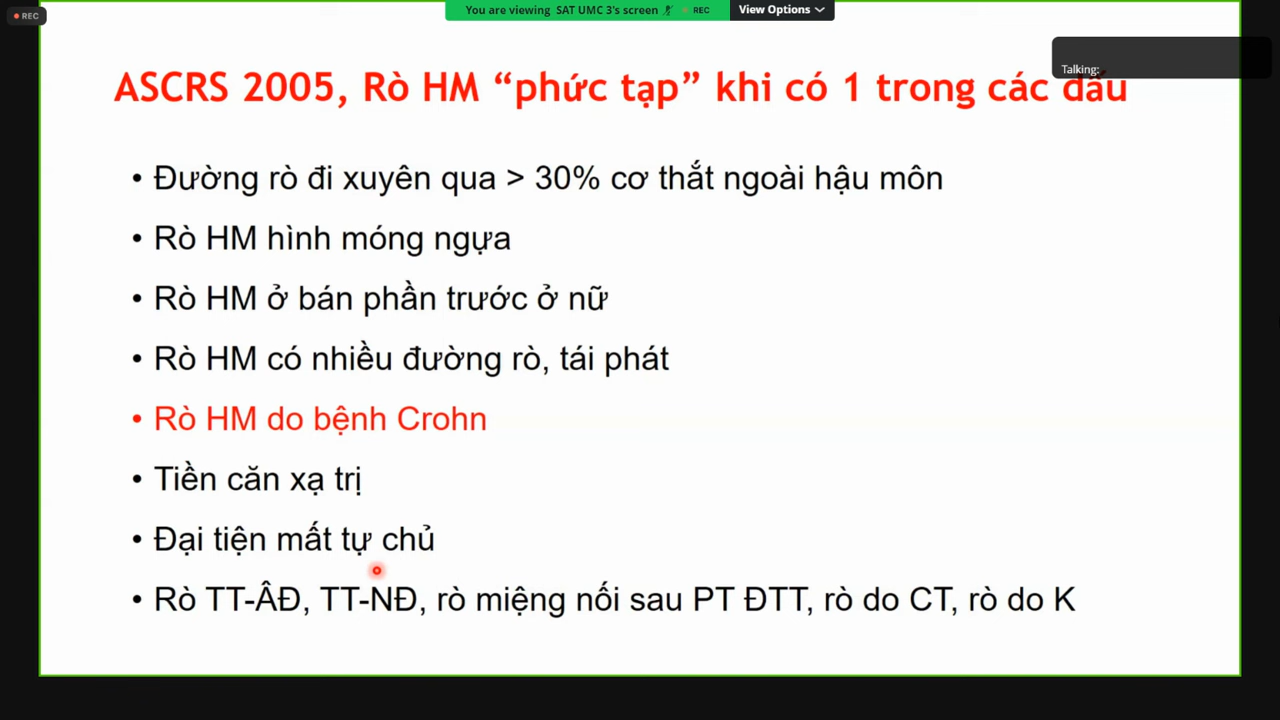 REC
You are viewing SAT UMC 3's screen REC View Options
Talking:
ASCRS 2005, Rò HM “phức tạp” khi có 1 trong các dấu
• Đường rò đi xuyên qua > 30% cơ thắt ngoài hậu môn
• Rò HM hình móng ngựa
• Rò HM ở bán phần trước ở nữ
• Rò HM có nhiều đường rò, tái phát
• Rò HM do bệnh Crohn
• Tiền căn xạ trị
• Đại tiện mất tự chủ
• Rò TT-ÂĐ, TT-NĐ, rò miệng nối sau PT ĐTT, rò do CT, rò do K